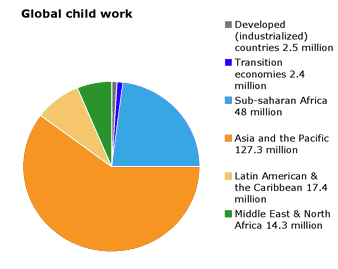 Global child work
Developed
(industrialized)
countries 2.5 million
Transition
economies 2.4
million
Sub-saharan Africa
48 million
Asia and the Pacific
127.3 million
Latin American &
the Caribbean 17.4
million
Middle East & North
Africa 14.3 million